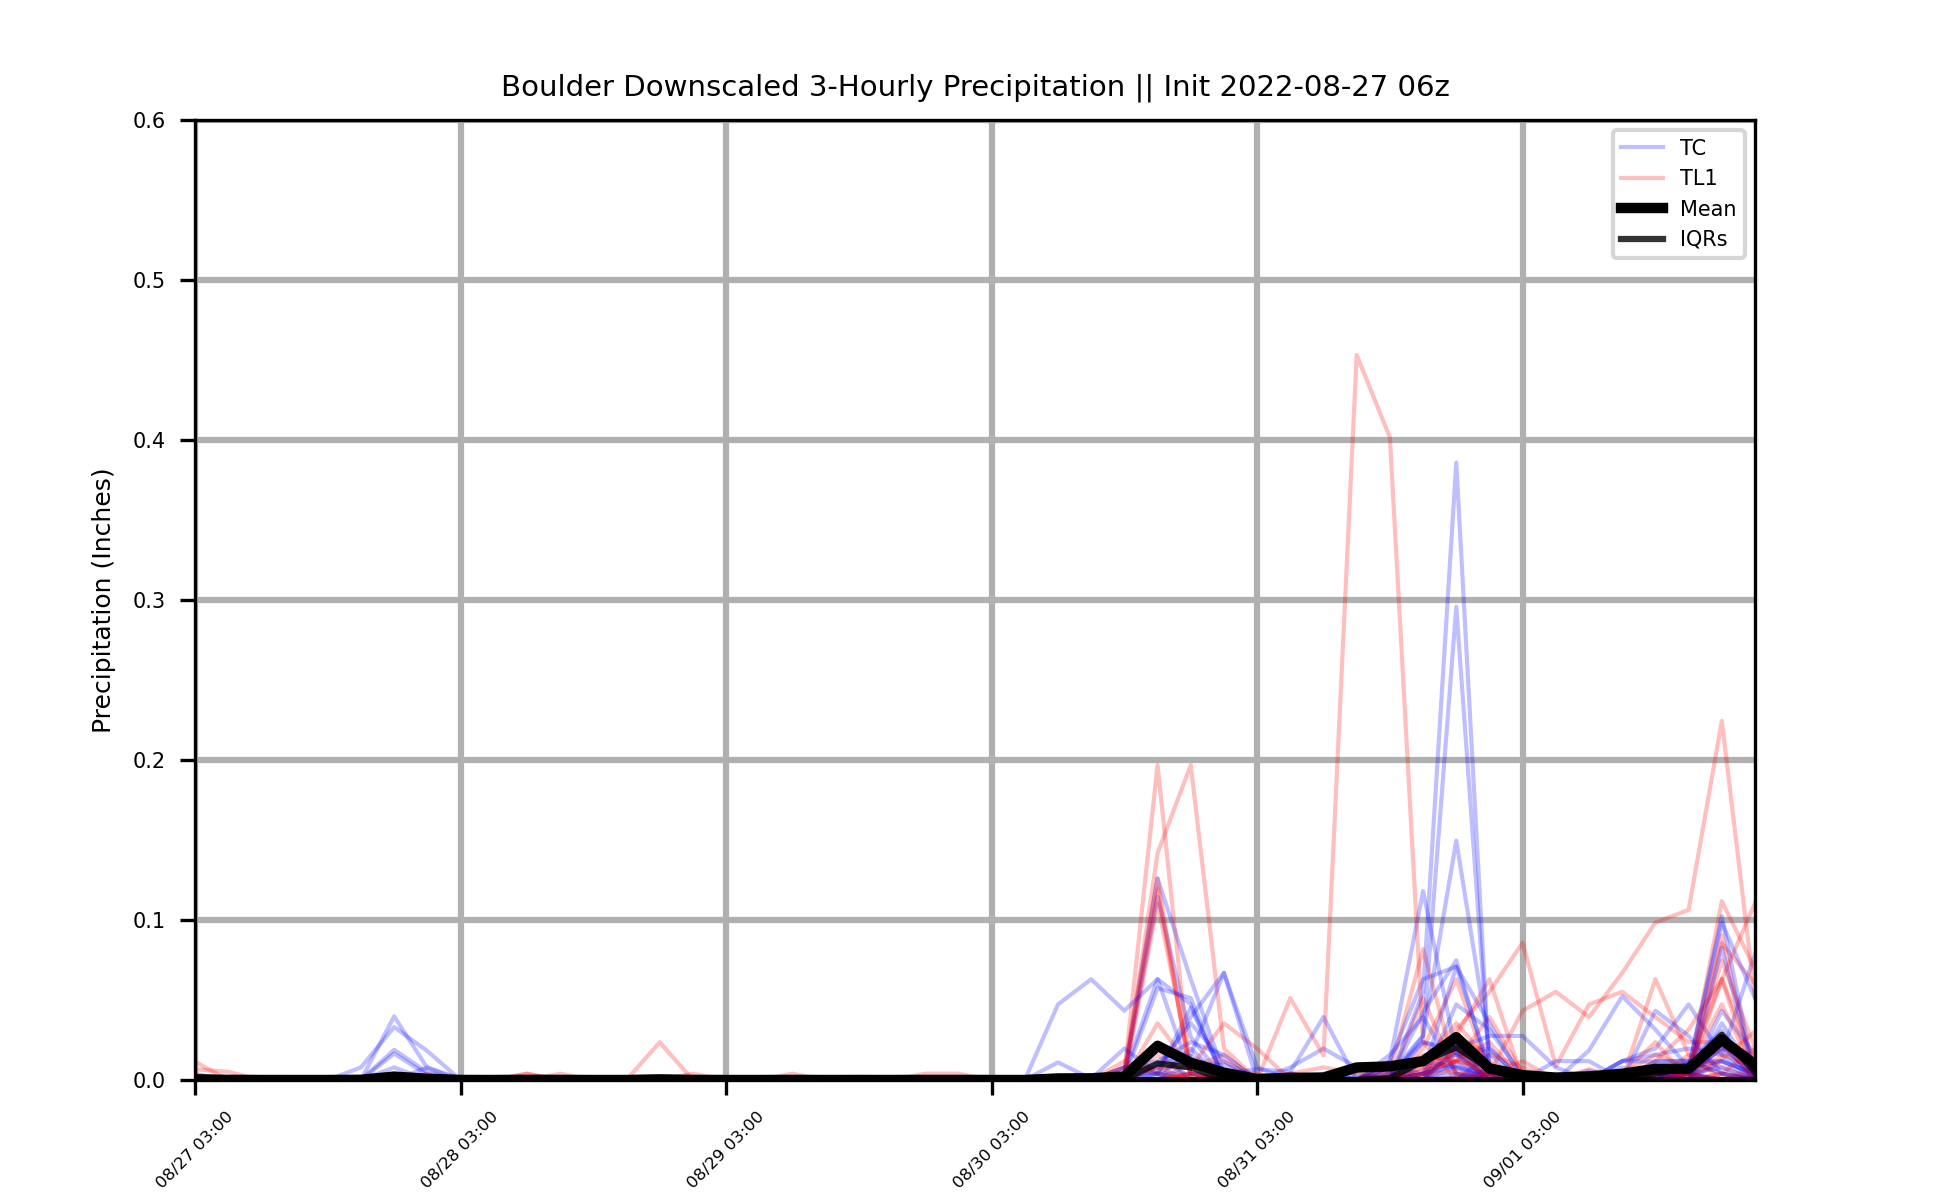 Boulder Downscaled 3-Hourly Precipitation || Init 2022-08-27 06z
0.6
0.5
0.4
0.3
0.2
0.1
0.0
Precipitation (Inches)
TC
TL1
Mean
IQRs
08/27 03:00
08/28 03:00
08/29 03:00
08/30 03:00
08/31 03:00
09/01 03:00